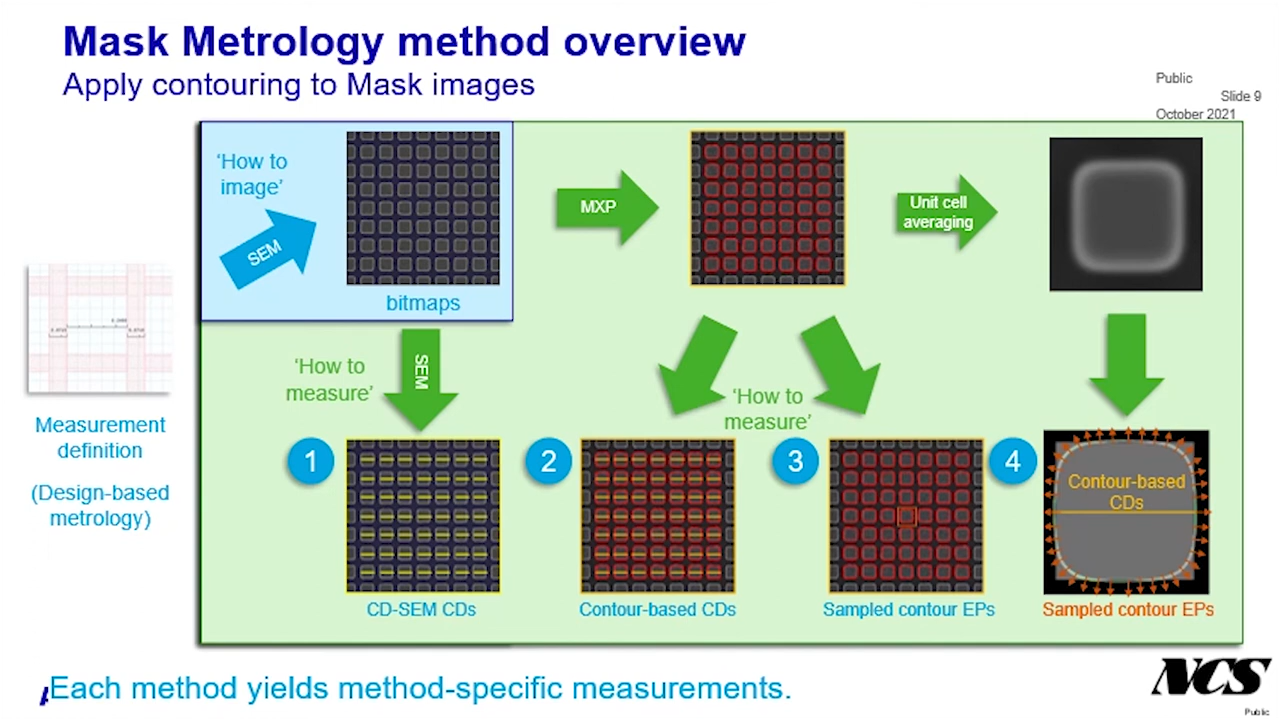 Mask Metrology method overview
Apply contouring to Mask images
Public
Slide 9
October 2021
‘How to
image’
SEM
bitmaps
MXP
Unit cell
averaging
Measurement
definition
(Design-based
metrology)
‘How to
measure’
SEM
‘How to
measure’
1
CD-SEM CDs
2
Contour-based CDs
3
Sampled contour EPs
4
Contour-based
CDs
Sampled contour EPs
Each method yields method-specific measurements.
NCS
Public